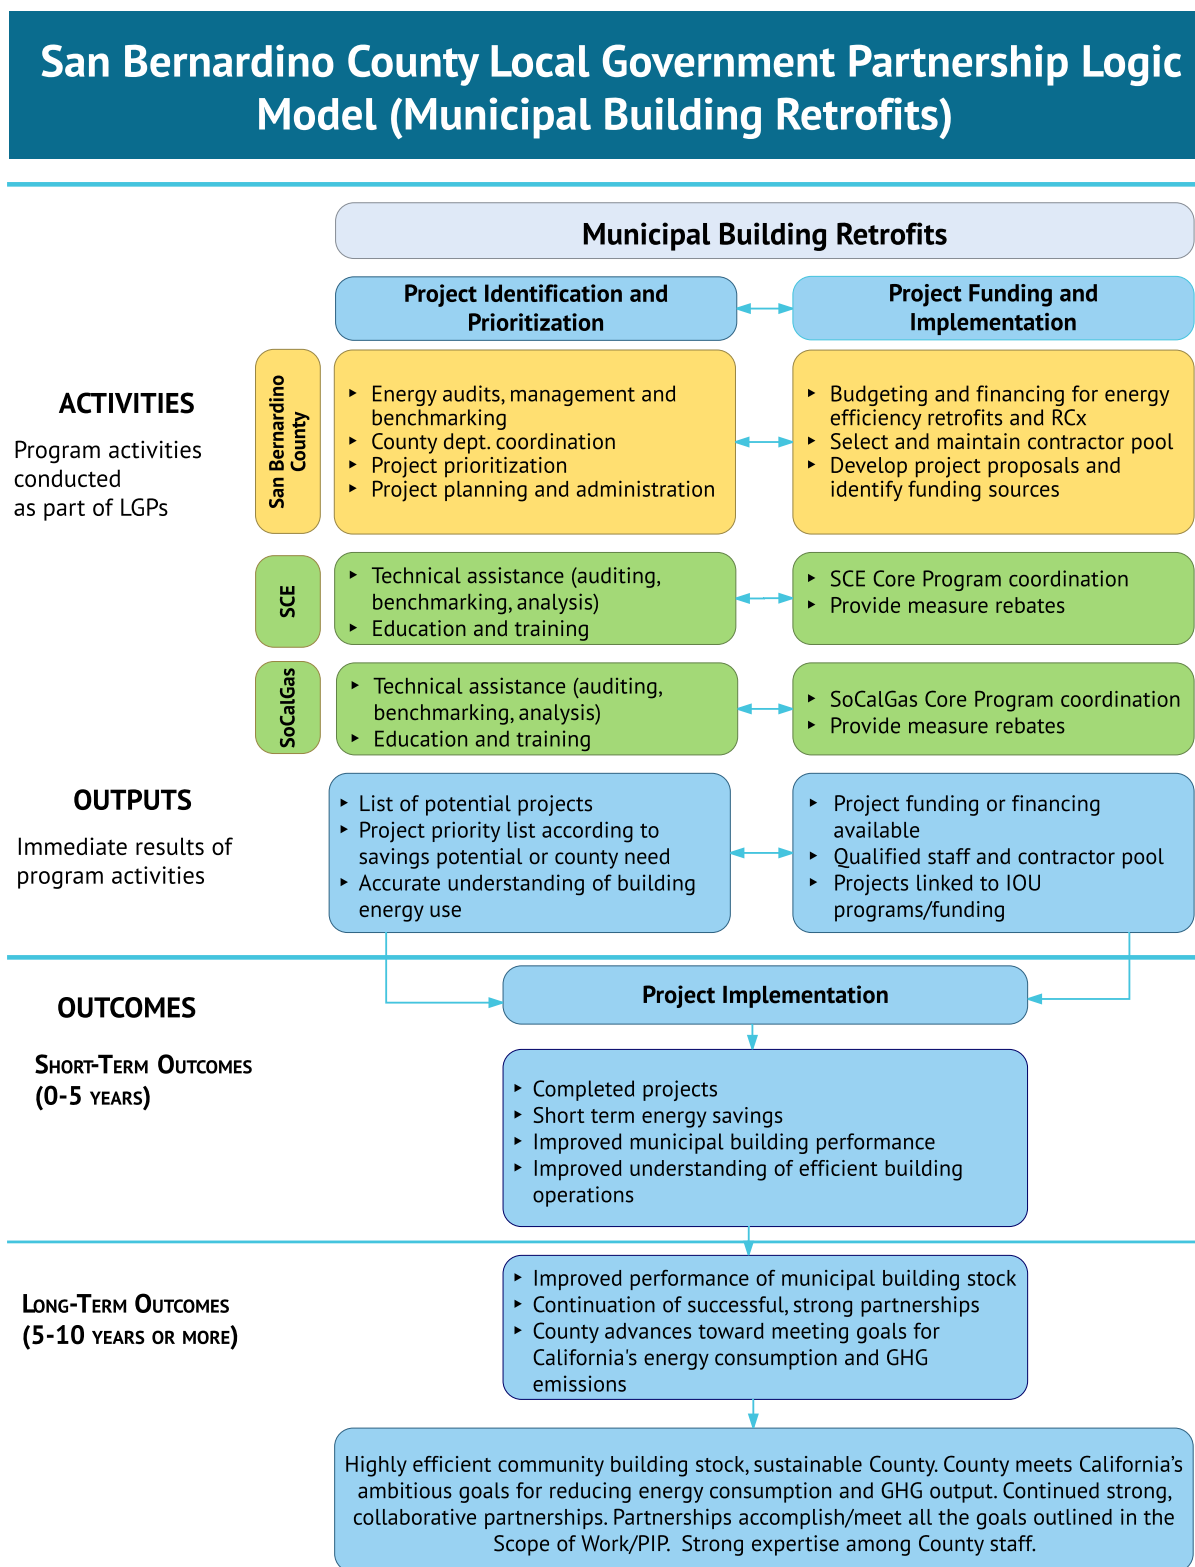 San Bernardino County Local Government Partnership Logic
Model (Municipal Building Retrofits)
Municipal Building Retrofits
Project Identification and
Prioritization
Project Funding and
Implementation
ACTIVITIES
Program activities
conducted
as part of LGPs
San Bernardino
County
‣ Energy audits, management and
benchmarking
‣ County dept. coordination
‣ Project prioritization
‣ Project planning and administration
‣ Budgeting and financing for energy
efficiency retrofits and RCx
‣ Select and maintain contractor pool
‣ Develop project proposals and
identify funding sources
SCE
‣ Technical assistance (auditing,
benchmarking, analysis)
‣ Education and training
‣ SCE Core Program coordination
‣ Provide measure rebates
SoCalGas
‣ Technical assistance (auditing,
benchmarking, analysis)
‣ Education and training
‣ SoCalGas Core Program coordination
‣ Provide measure rebates
OUTPUTS
Immediate results of
program activities
‣ List of potential projects
‣ Project priority list according to
savings potential or county need
‣ Accurate understanding of building
energy use
‣ Project funding or financing
available
‣ Qualified staff and contractor pool
‣ Projects linked to IOU
programs/funding
OUTCOMES
Project Implementation
Short-Term Outcomes
(0-5 years)
‣ Completed projects
‣ Short term energy savings
‣ Improved municipal building performance
‣ Improved understanding of efficient building
operations
Long-Term Outcomes
(5-10 years or more)
‣ Improved performance of municipal building stock
‣ Continuation of successful, strong partnerships
‣ County advances toward meeting goals for
California's energy consumption and GHG
emissions
Highly efficient community building stock, sustainable County. County meets California’s
ambitious goals for reducing energy consumption and GHG output. Continued strong,
collaborative partnerships. Partnerships accomplish/meet all the goals outlined in the
Scope of Work/PIP.  Strong expertise among County staff.